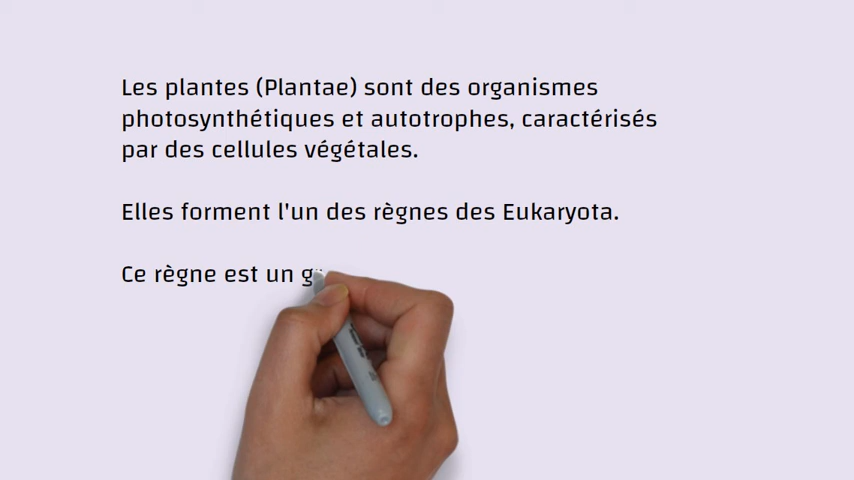 Les plantes (Plantae) sont des organismes
photosynthétiques et autotrophes, caractérisés
par des cellules végétales.
Elles forment l'un des règnes des Eukaryota.
Ce règne est un